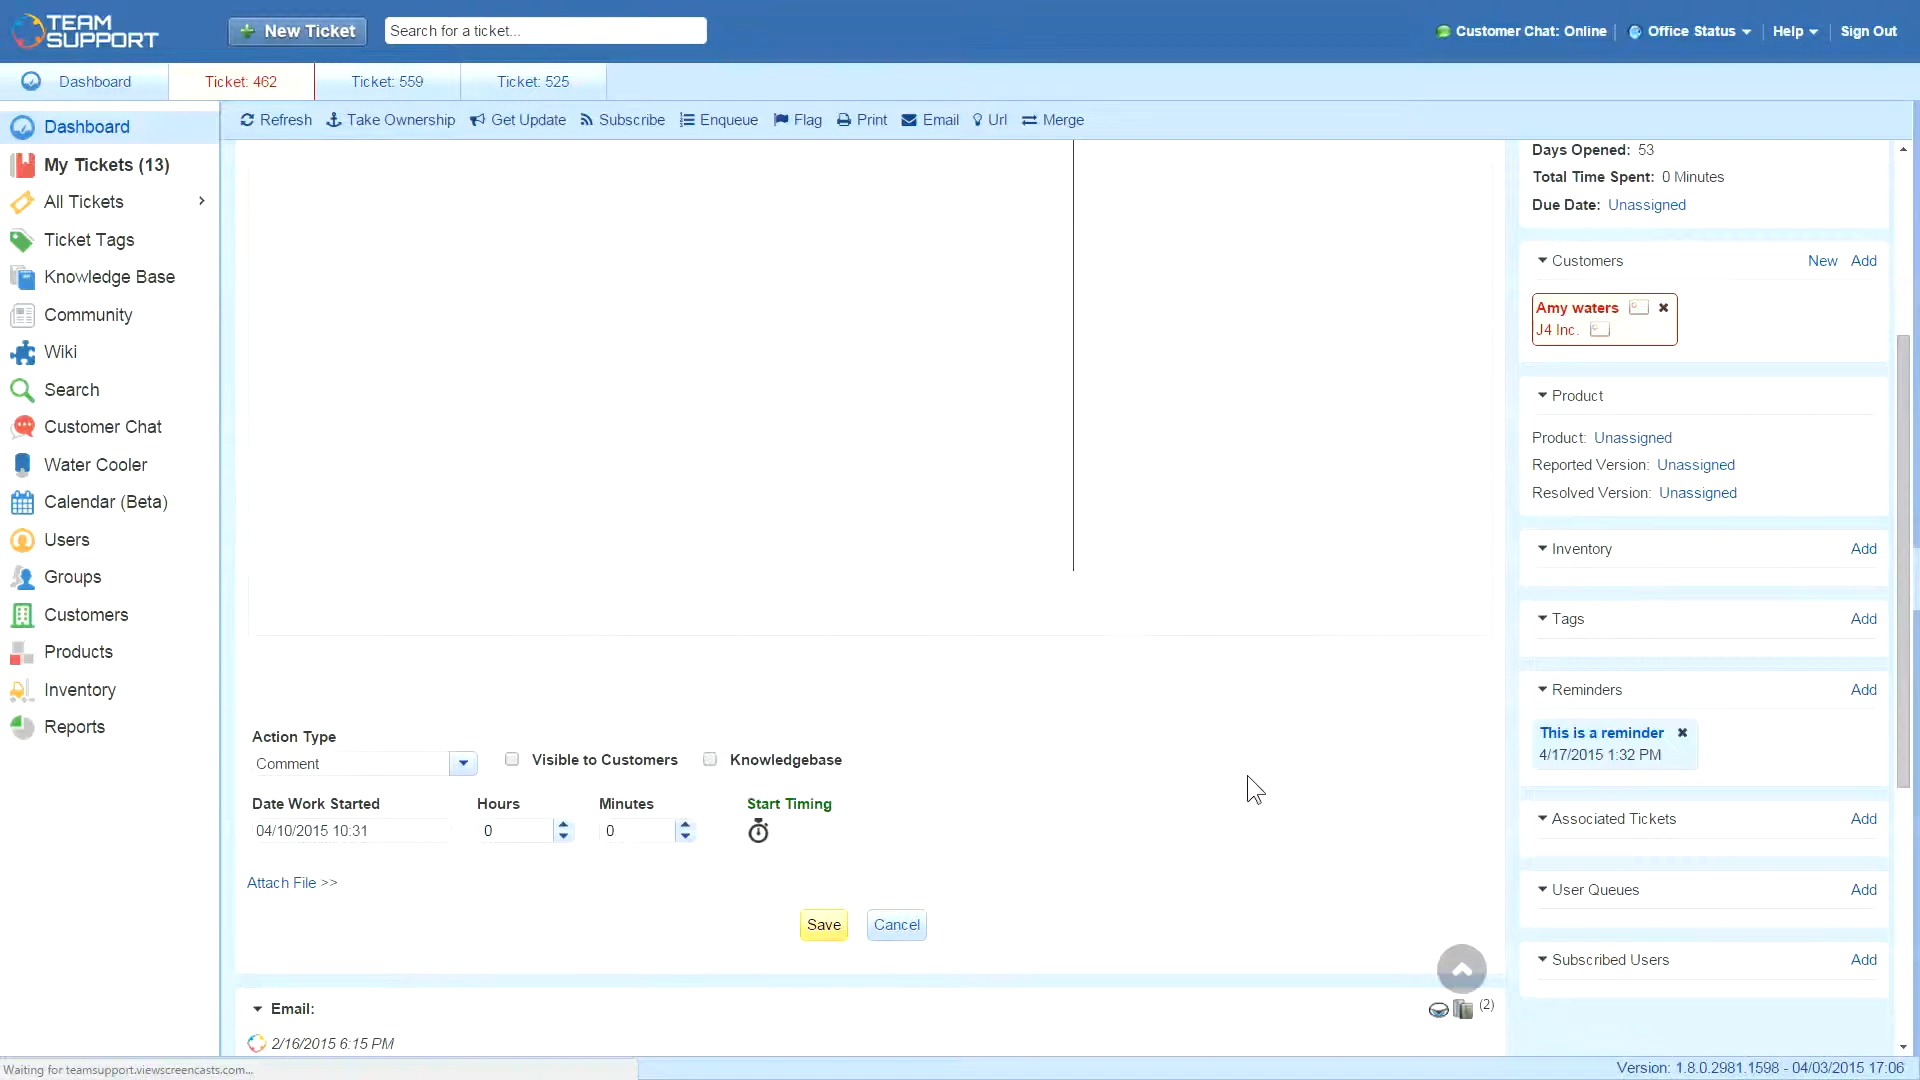 TEAM SUPPORT
New Ticket
Search for a ticket...
Customer Chat: Online
Office Status
Help
Sign Out
Dashboard
Ticket: 462
Ticket: 559
Ticket: 525
Dashboard
My Tickets (13)
All Tickets
Ticket Tags
Knowledge Base
Community
Wiki
Search
Customer Chat
Water Cooler
Calendar (Beta)
Users
Groups
Customers
Products
Inventory
Reports
Refresh
Take Ownership
Get Update
Subscribe
Enqueue
Flag
Print
Email
Url
Merge
Action Type
Comment
Visible to Customers
Knowledgebase
Date Work Started
Hours
Minutes
Start Timing
04/10/2015 10:31
0
0
Attach File >>
Save
Cancel
Email:
(2)
2/16/2015 6:15 PM
Days Opened: 53
Total Time Spent: 0 Minutes
Due Date: Unassigned
Customers
New
Add
Amy waters
J4 Inc.
Product
Product: Unassigned
Reported Version: Unassigned
Resolved Version: Unassigned
Inventory
Add
Tags
Add
Reminders
Add
This is a reminder
4/17/2015 1:32 PM
Associated Tickets
Add
User Queues
Add
Subscribed Users
Add
Waiting for teamsupport.viewscreencasts.com...
Version: 1.8.0.2981.1598 - 04/03/2015 17:06